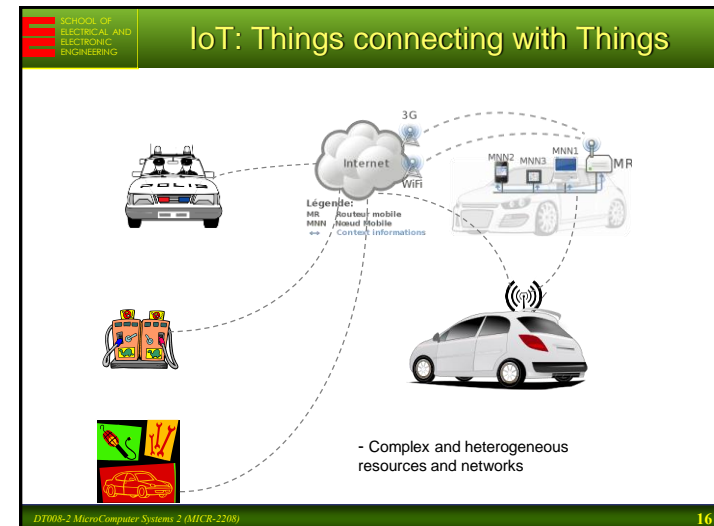 SCHOOL OF
ELECTRICAL AND
ELECTRONIC
ENGINEERING
IoT: Things connecting with Things
3G
Internet
WiFi
MNN1
MNN2
MNN3
MR
Légende:
MR Routeur mobile
MNN Nœud Mobile
↔ Context informations
POLIS
- Complex and heterogeneous
resources and networks
DT008-2 MicroComputer Systems 2 (MICR-2208)
16